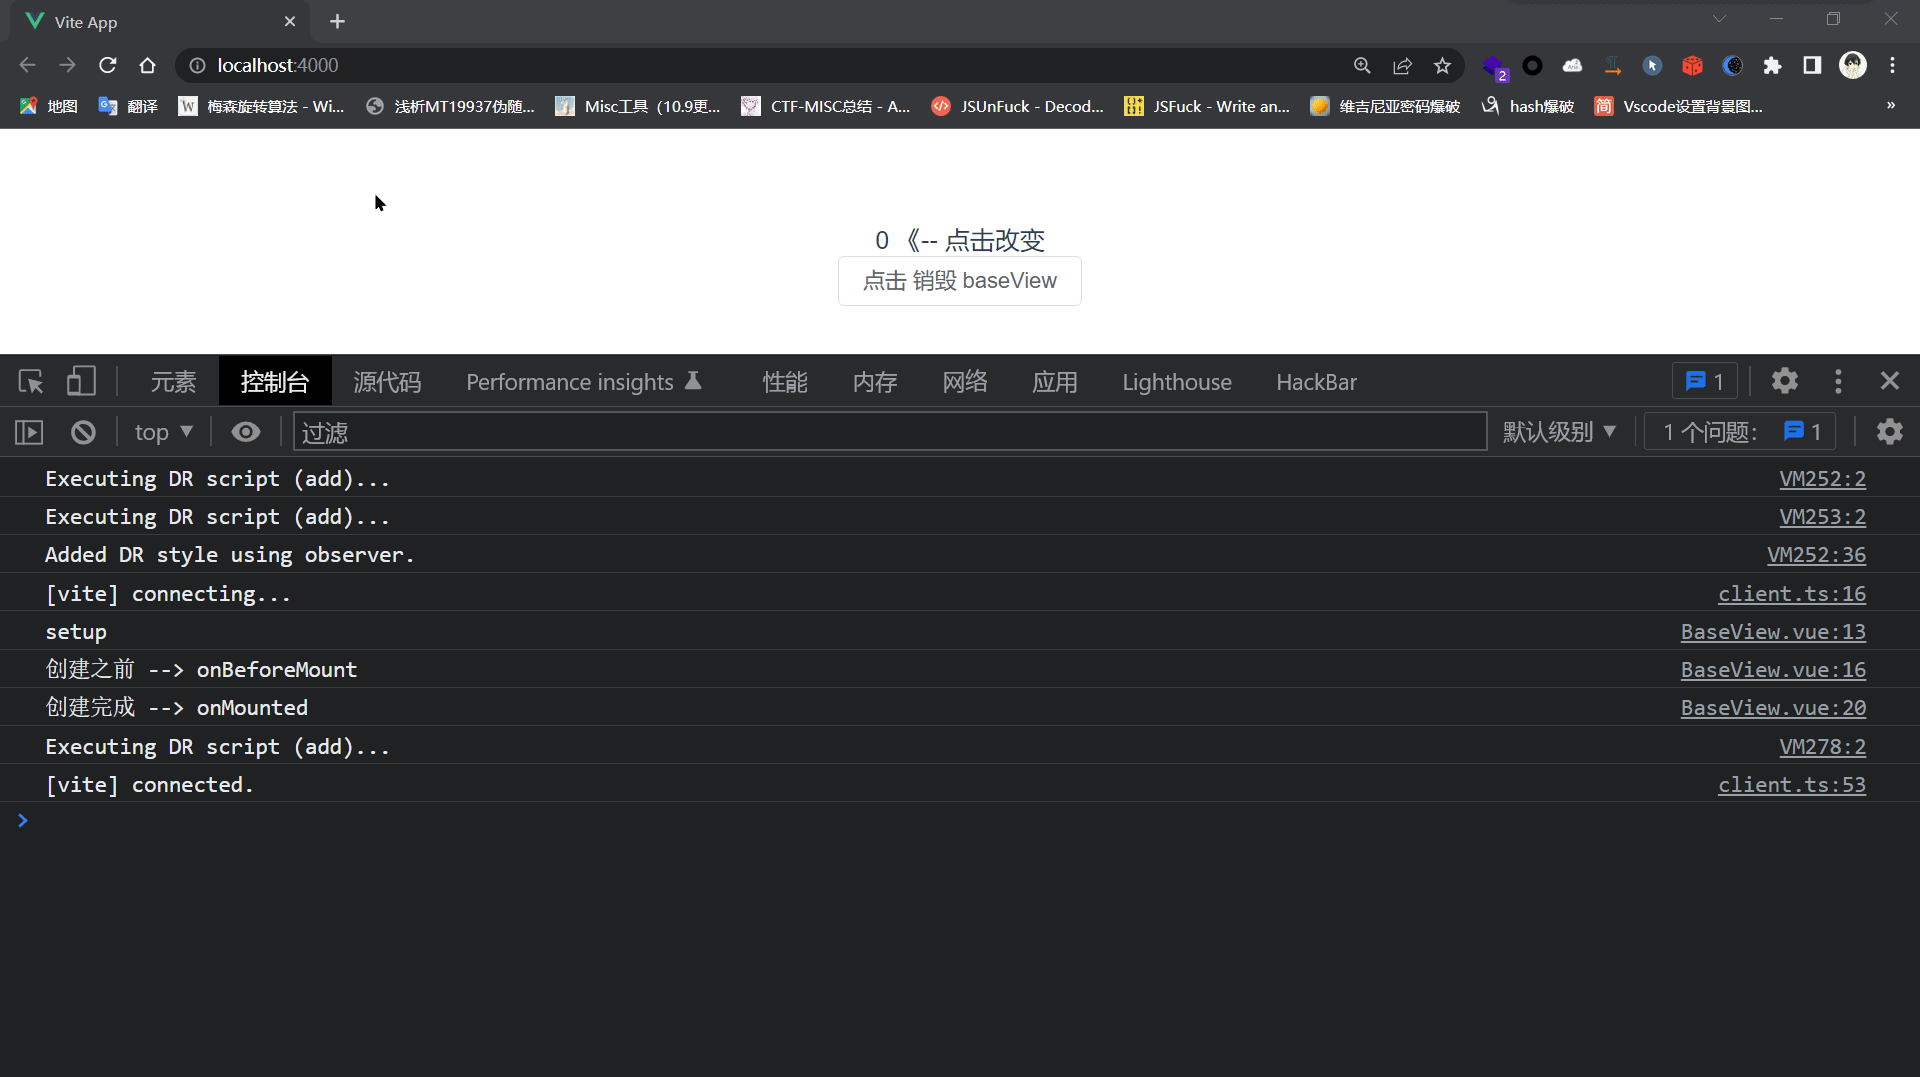 Vite App
localhost:4000
2
地图
翻译
梅森旋转算法 - Wi...
浅析MT19937伪随...
Misc工具（10.9更...
CTF-MISC总结 - A...
JSUnFuck - Decod...
JSFuck - Write an...
维吉尼亚密码爆破
hash爆破
简
Vscode设置背景图...
»
0 《-- 点击改变
点击 销毁 baseView
元素
控制台
源代码
Performance insights
性能
内存
网络
应用
Lighthouse
HackBar
1
top
过滤
默认级别
1 个问题：
1
Executing DR script (add)... VM252:2
Executing DR script (add)... VM253:2
Added DR style using observer. VM252:36
[vite] connecting... client.ts:16
setup BaseView.vue:13
创建之前 --> onBeforeMount BaseView.vue:16
创建完成 --> onMounted BaseView.vue:20
Executing DR script (add)... VM278:2
[vite] connected. client.ts:53